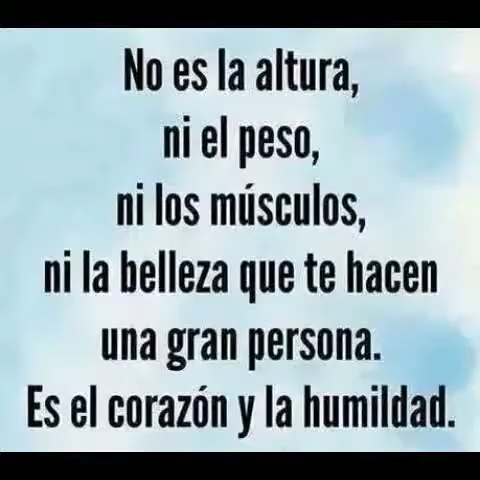 No es la altura,
ni el peso,
ni los músculos,
ni la belleza que te hacen
una gran persona.
Es el corazón y la humildad.